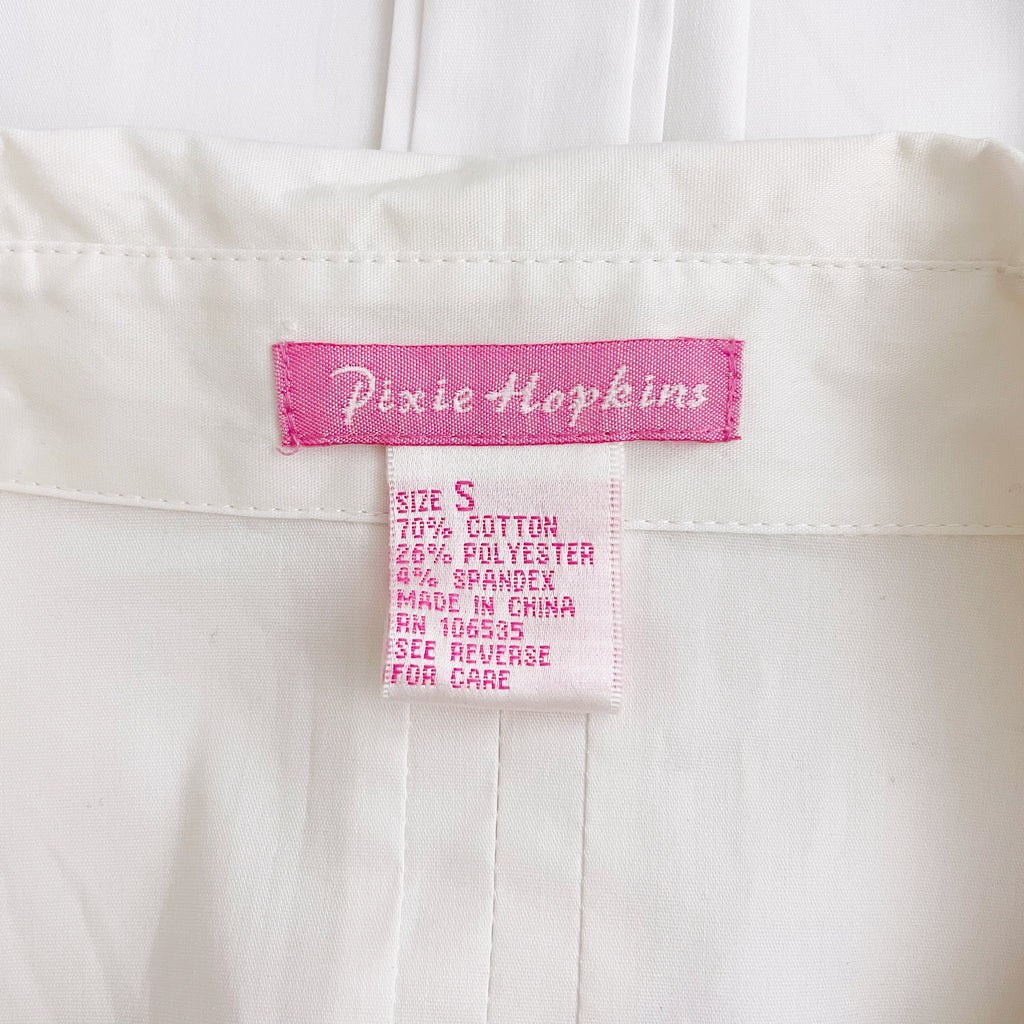 Pixie Hopkins
SIZE S
70% COTTON
26% POLYESTER
4% SPANDEX
MADE IN CHINA
RN 106535
SEE REVERSE
FOR CARE